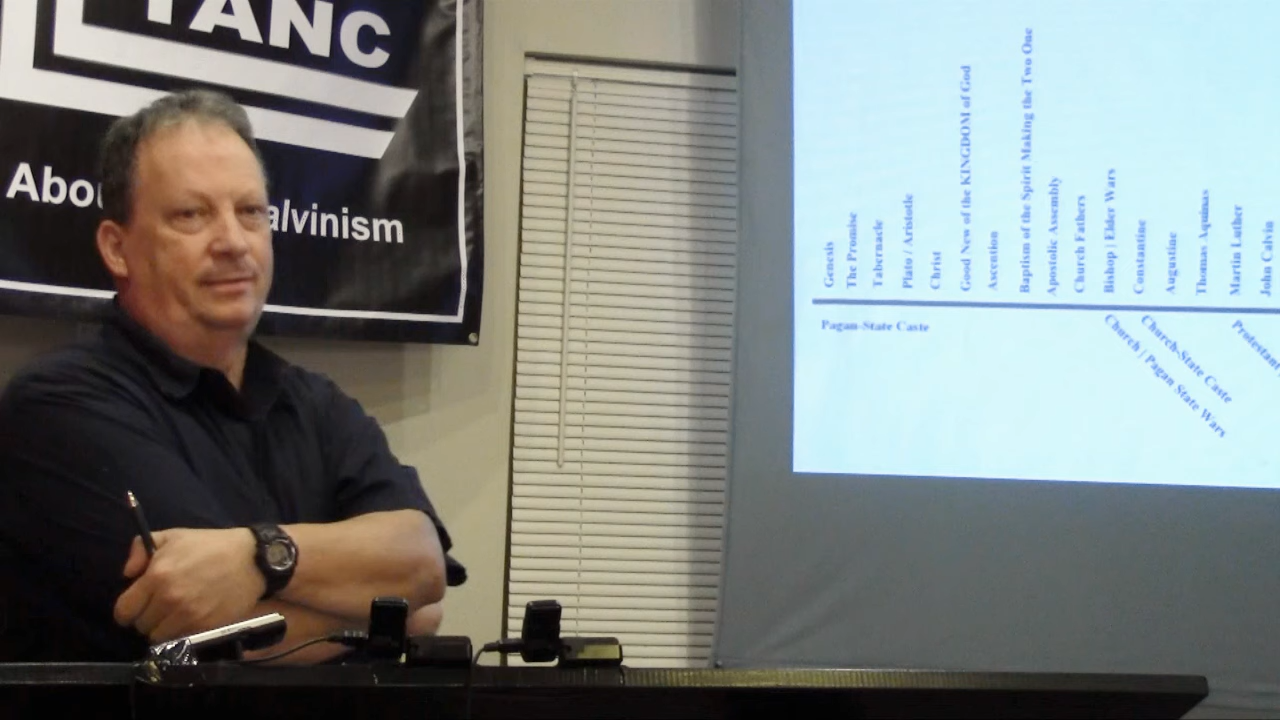 TANC
Abou
alvinism
Genesis
The Promise
Tabernacle
Plato / Aristotle
Christ
Good New of the KINGDOM of God
Ascention
Baptism of the Spirit Making the Two One
Apostolic Assembly
Church Fathers
Bishop | Elder Wars
Constantine
Augustine
Thomas Aquinas
Martin Luther
John Calvin
Pagan-State Caste
Church | Pagan State Wars
Church-State Caste
Protestant